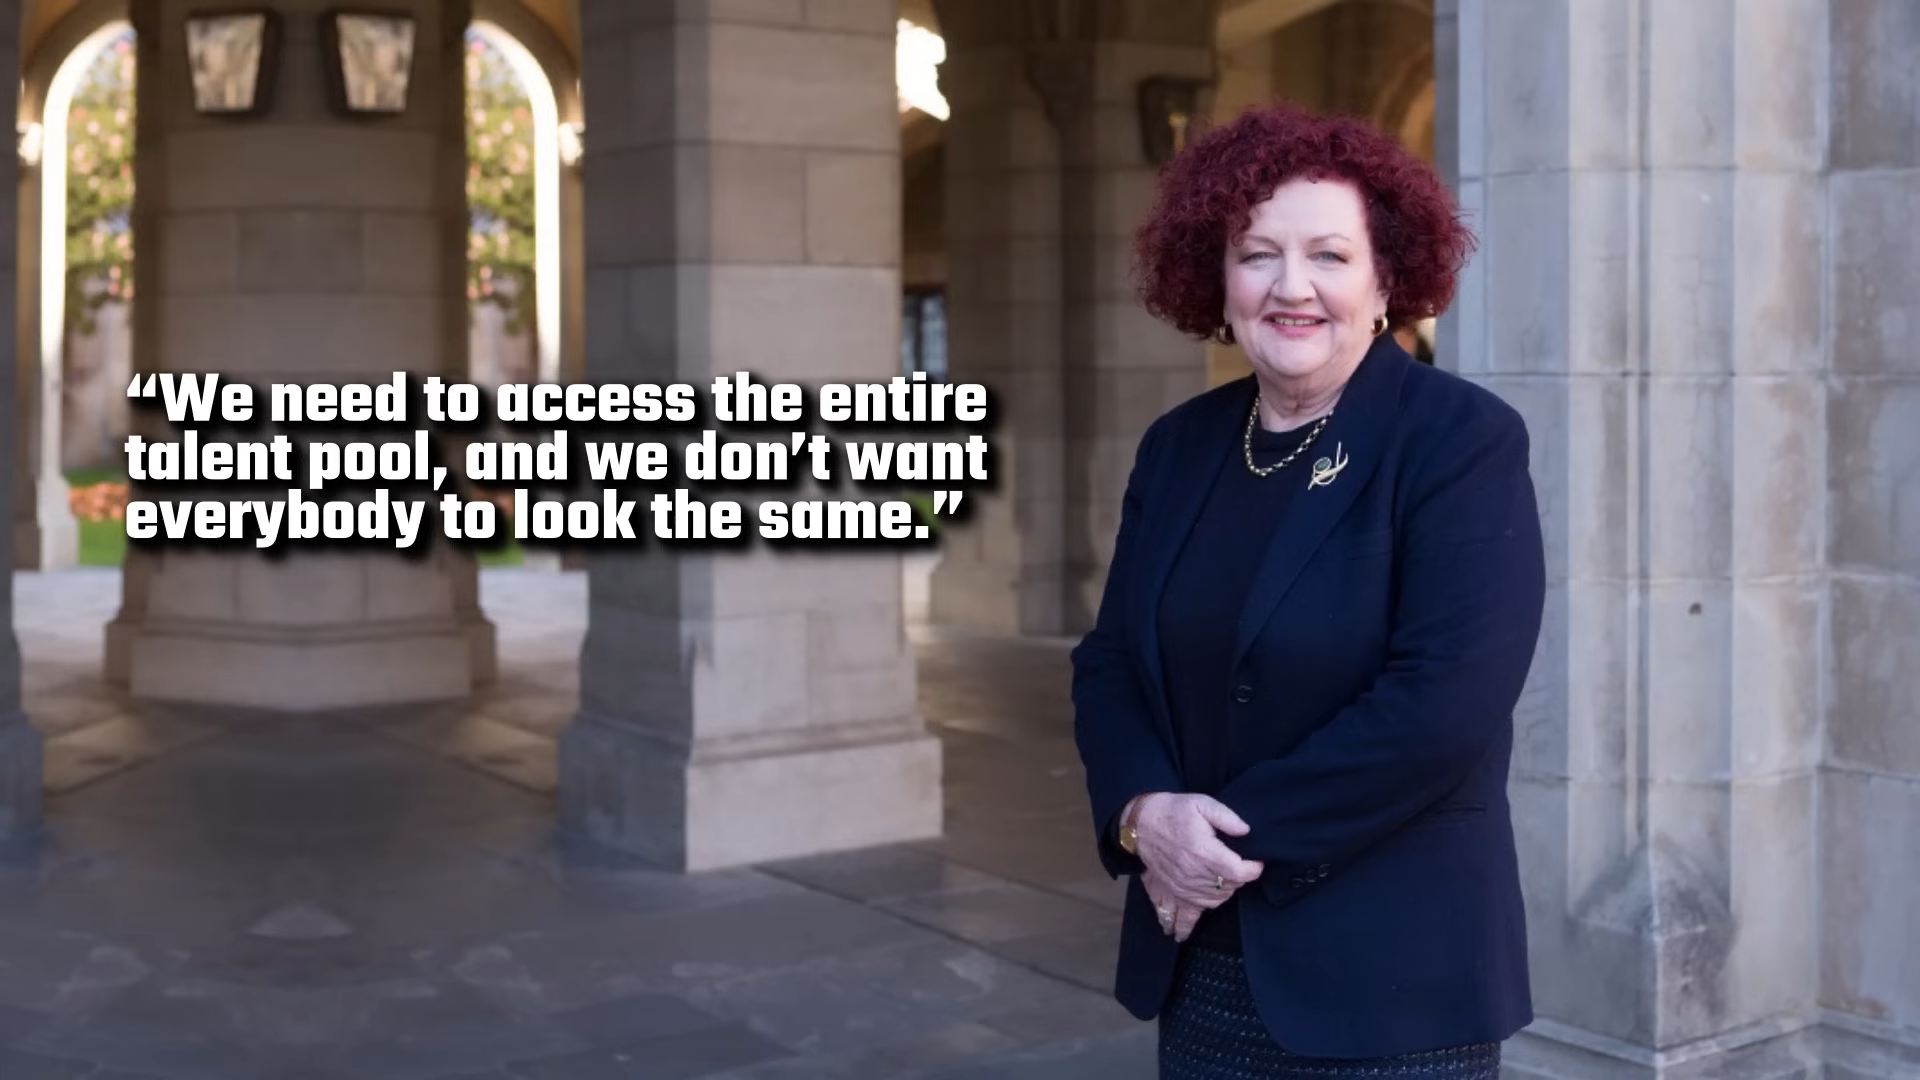 “We need to access the entire
talent pool, and we don’t want
everybody to look the same.”